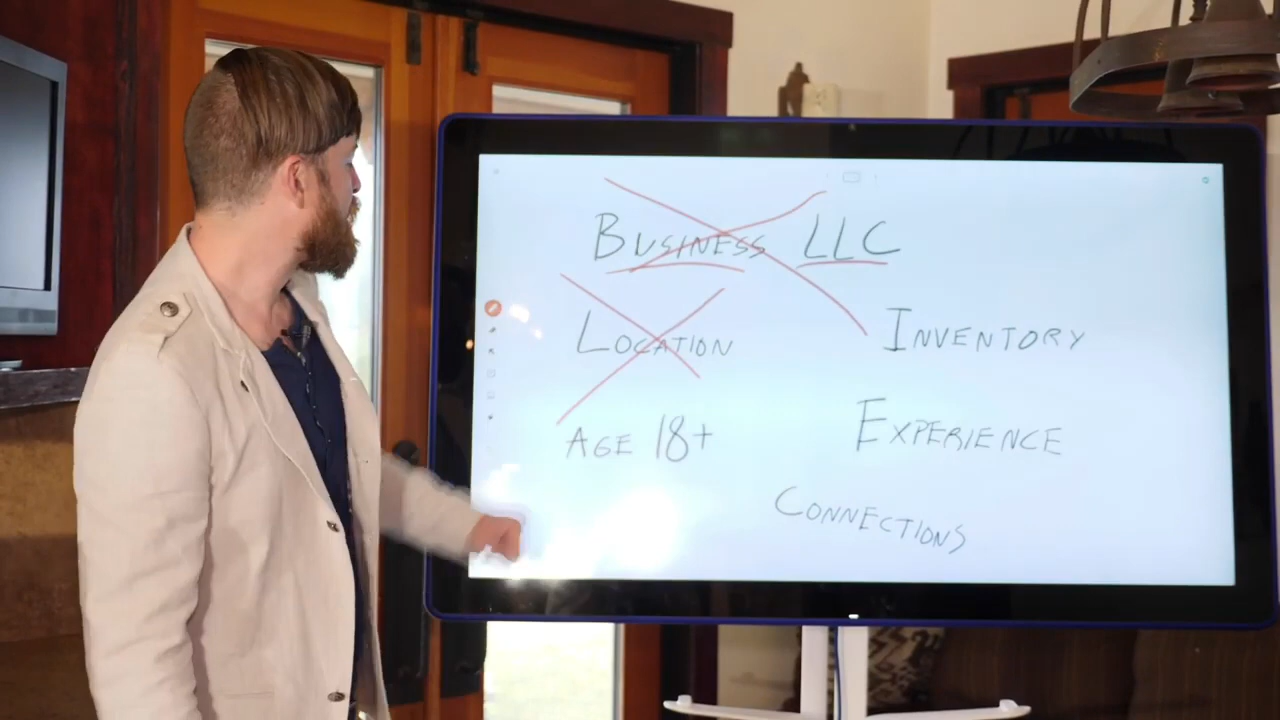 BUSINESS LLC
LOCATION
INVENTORY
AGE 18+
EXPERIENCE
CONNECTIONS